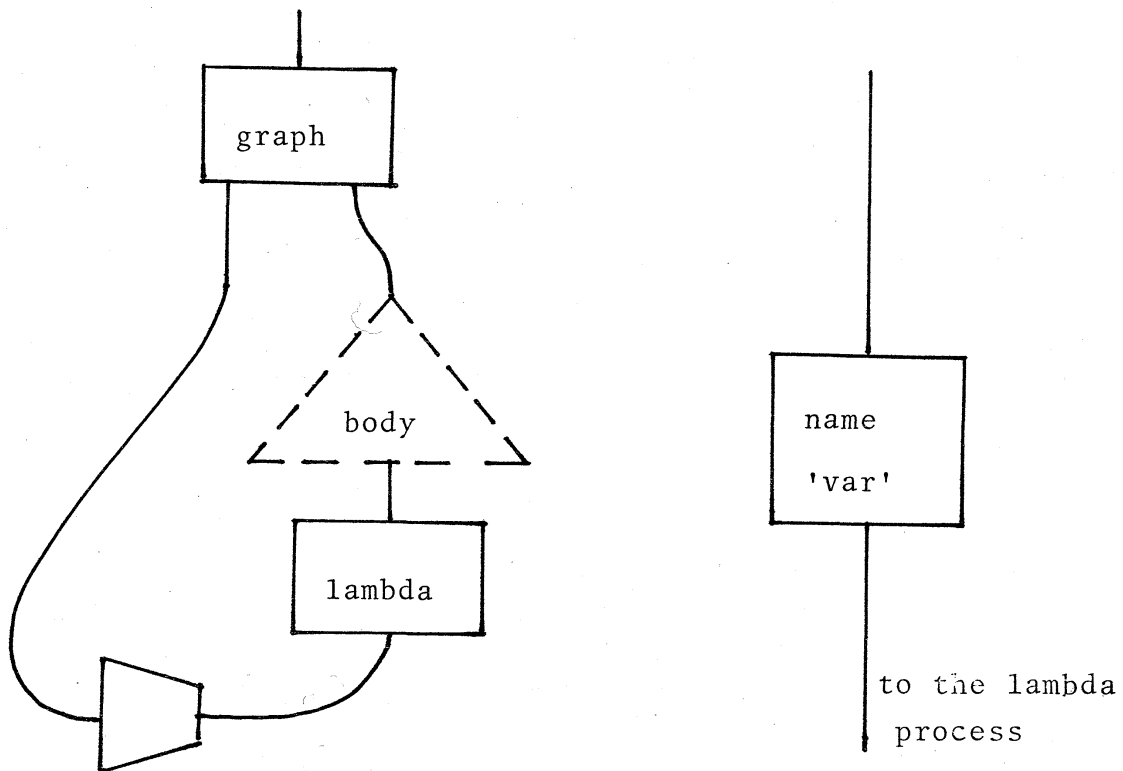 graph
body
lambda
name
'var'
to the lambda
process